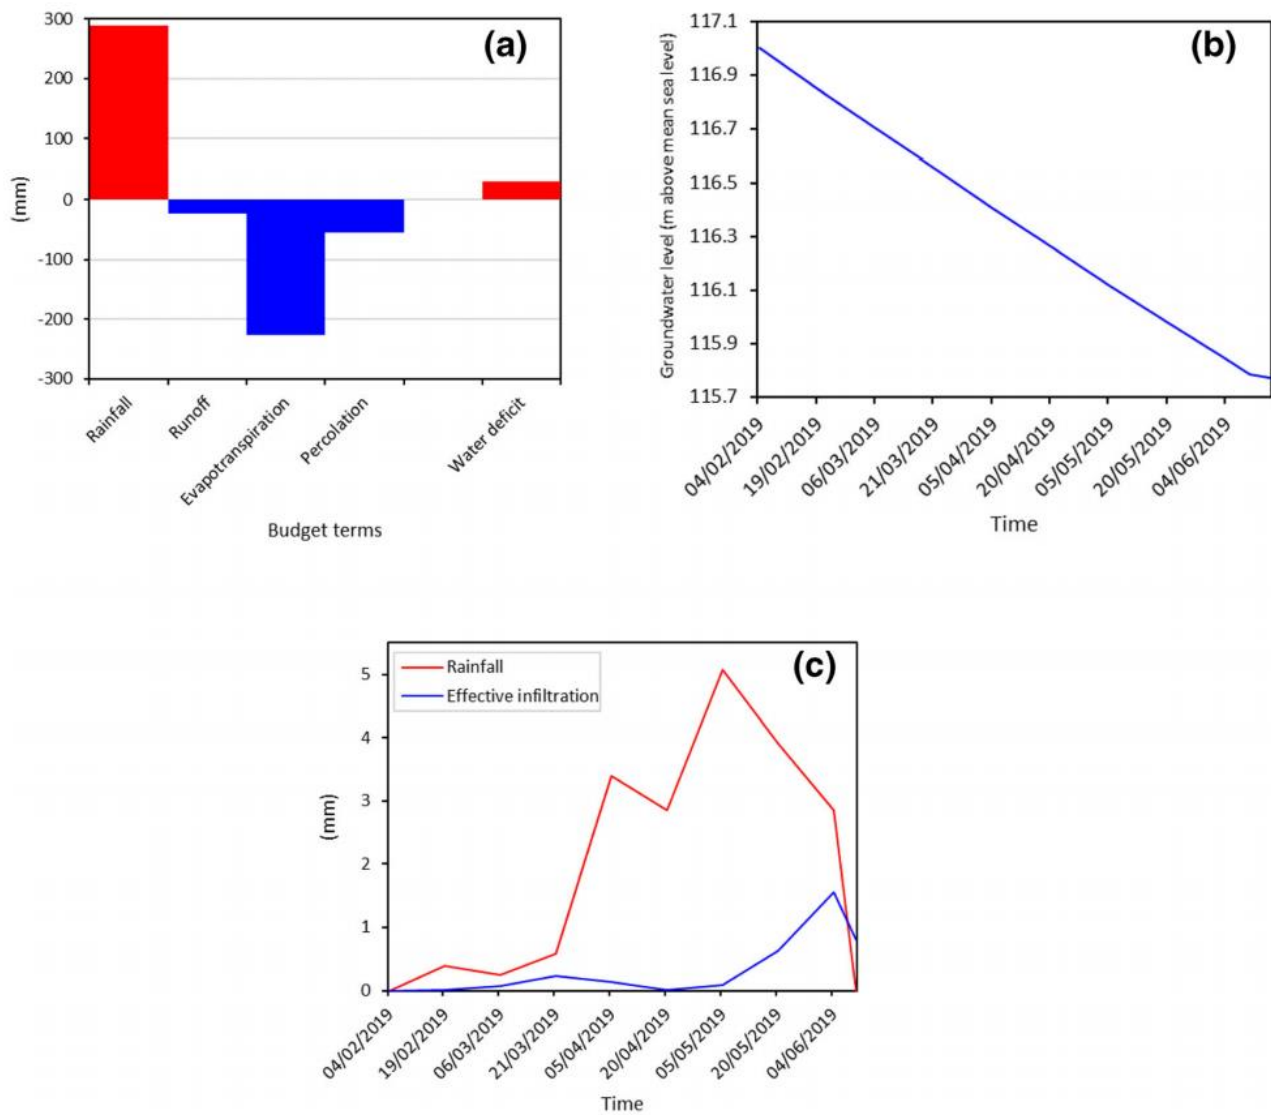 (a)
300
200
100
0
-100
-200
-300
(mm)
Rainfall
Runoff
Evapotranspiration
Percolation
Water deficit
Budget terms
(b)
117.1
116.9
116.7
116.5
116.3
116.1
115.9
115.7
Groundwater level (m above mean sea level)
04/02/2019
19/02/2019
06/03/2019
21/03/2019
05/04/2019
20/04/2019
05/05/2019
20/05/2019
04/06/2019
Time
(c)
Rainfall
Effective infiltration
5
4
3
2
1
0
(mm)
04/02/2019
19/02/2019
06/03/2019
21/03/2019
05/04/2019
20/04/2019
05/05/2019
20/05/2019
04/06/2019
Time